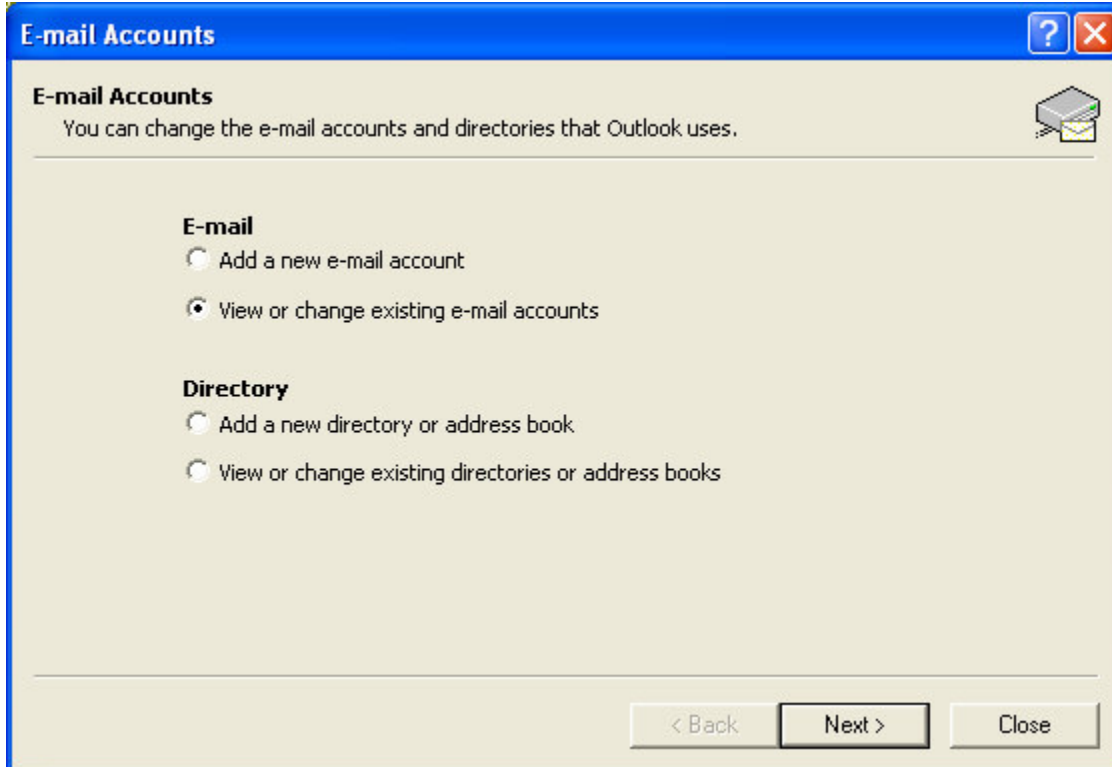 E-mail Accounts
?
E-mail Accounts
You can change the e-mail accounts and directories that Outlook uses.
E-mail
Add a new e-mail account
View or change existing e-mail accounts
Directory
Add a new directory or address book
View or change existing directories or address books
< Back
Next >
Close